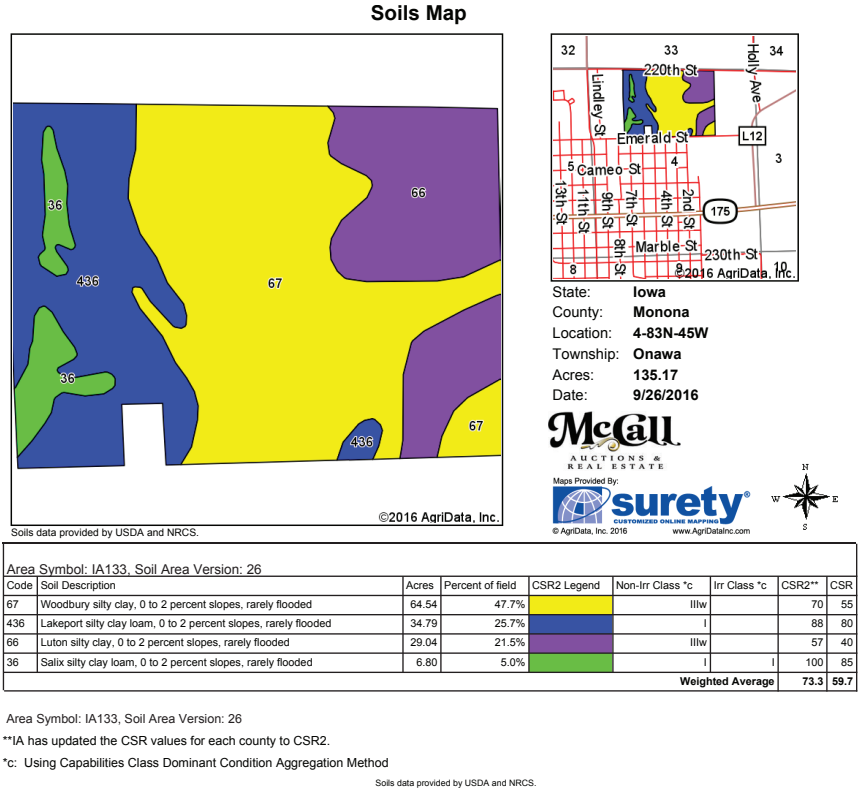 Soils Map
36
66
436
67
36
436
67
©2016 AgriData, Inc.
Soils data provided by USDA and NRCS.
32
33
34
220th-St
Holly-Ave
Lindley-St
Emerald-St
L12
5
Cameo-St
4
3
13th-St
11th-St
9th-St
7th-St
4th-St
2nd-St
175
8th-St
Marble-St
230th-St
8
9
10
©2016 AgriData, Inc.
State: Iowa
County: Monona
Location: 4-83N-45W
Township: Onawa
Acres: 135.17
Date: 9/26/2016
McCall
AUCTIONS &
REAL ESTATE
Maps Provided By:
surety®
CUSTOMIZED ONLINE MAPPING
© AgriData, Inc. 2016 www.AgriDataInc.com
N
W E
S
Area Symbol: IA133, Soil Area Version: 26
Code Soil Description Acres Percent of field CSR2 Legend Non-Irr Class *c Irr Class *c CSR2** CSR
67 Woodbury silty clay, 0 to 2 percent slopes, rarely flooded 64.54 47.7% IIIw 70 55
436 Lakeport silty clay loam, 0 to 2 percent slopes, rarely flooded 34.79 25.7% I 88 80
66 Luton silty clay, 0 to 2 percent slopes, rarely flooded 29.04 21.5% IIIw 57 40
36 Salix silty clay loam, 0 to 2 percent slopes, rarely flooded 6.80 5.0% I I 100 85
Weighted Average 73.3 59.7
Area Symbol: IA133, Soil Area Version: 26
**IA has updated the CSR values for each county to CSR2.
*c: Using Capabilities Class Dominant Condition Aggregation Method
Soils data provided by USDA and NRCS.